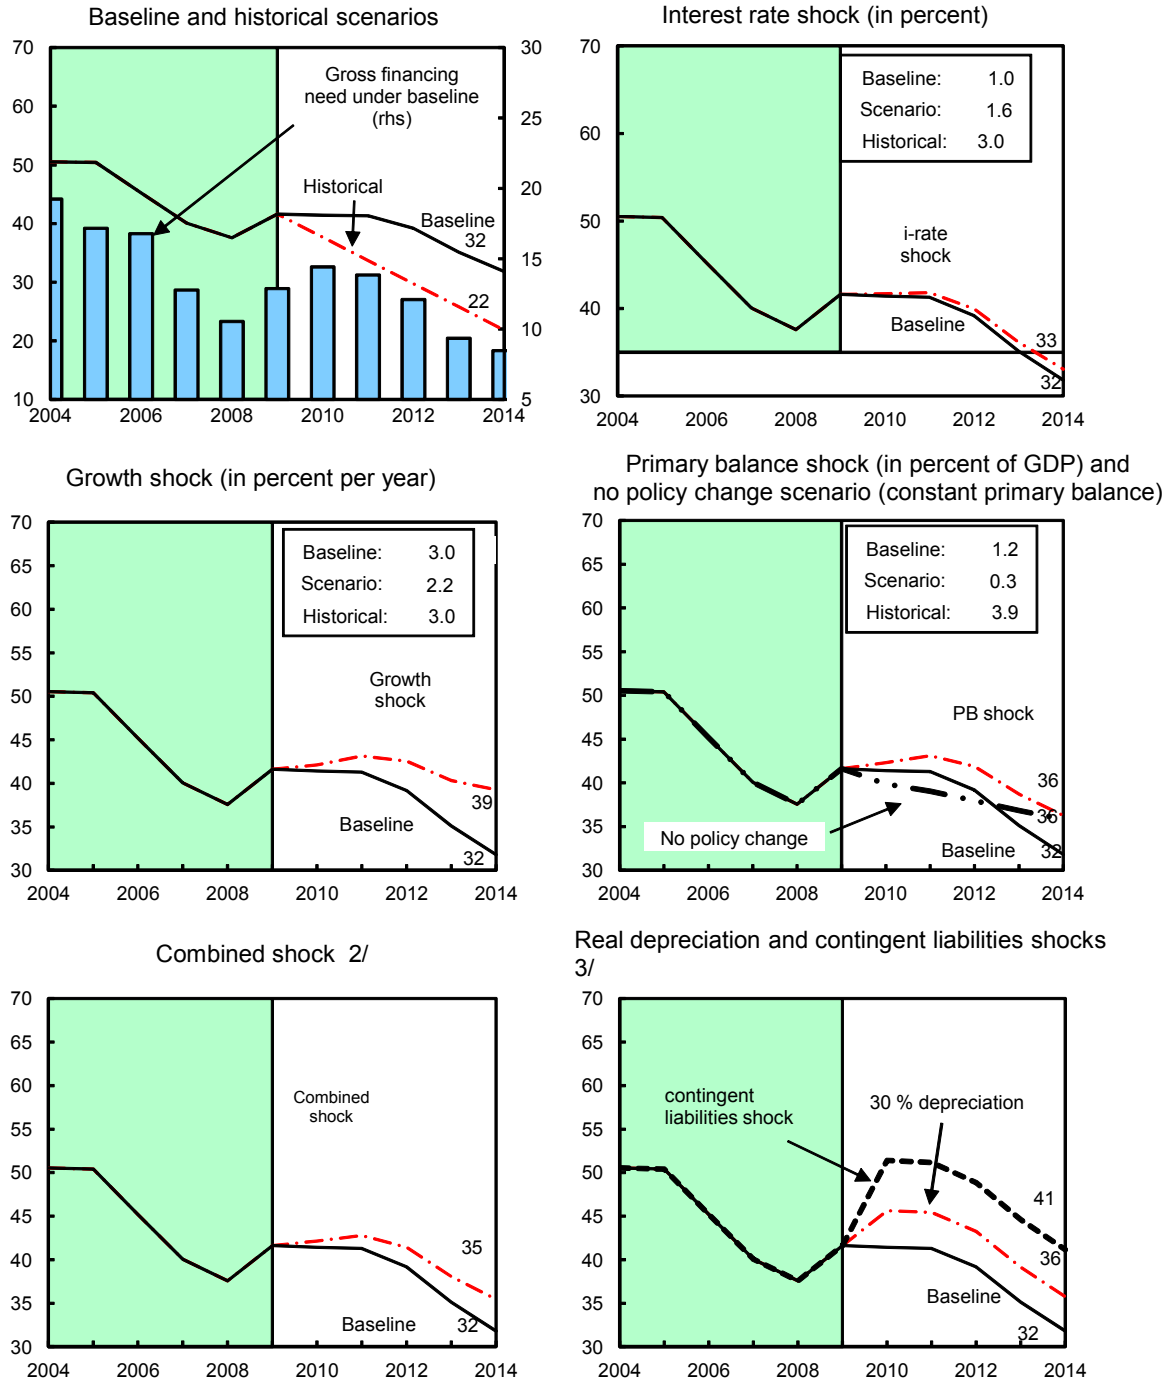 Baseline and historical scenarios
70
60
50
40
30
20
10
30
25
20
15
10
5
Gross financing
need under baseline
(rhs)
Historical
Baseline
32
22
2004 2006 2008 2010 2012 2014
Interest rate shock (in percent)
70
60
50
40
30
Baseline: 1.0
Scenario: 1.6
Historical: 3.0
i-rate
shock
Baseline
33
32
2004 2006 2008 2010 2012 2014
Growth shock (in percent per year)
70
65
60
55
50
45
40
35
30
Baseline: 3.0
Scenario: 2.2
Historical: 3.0
Growth
shock
39
Baseline
32
2004 2006 2008 2010 2012 2014
Primary balance shock (in percent of GDP) and
no policy change scenario (constant primary balance)
70
65
60
55
50
45
40
35
30
Baseline: 1.2
Scenario: 0.3
Historical: 3.9
PB shock
36
36
No policy change
Baseline
32
2004 2006 2008 2010 2012 2014
Combined shock 2/
70
65
60
55
50
45
40
35
30
Combined
shock
35
Baseline
32
2004 2006 2008 2010 2012 2014
Real depreciation and contingent liabilities shocks
3/
70
65
60
55
50
45
40
35
30
contingent
liabilities shock
30 % depreciation
41
36
Baseline
32
2004 2006 2008 2010 2012 2014